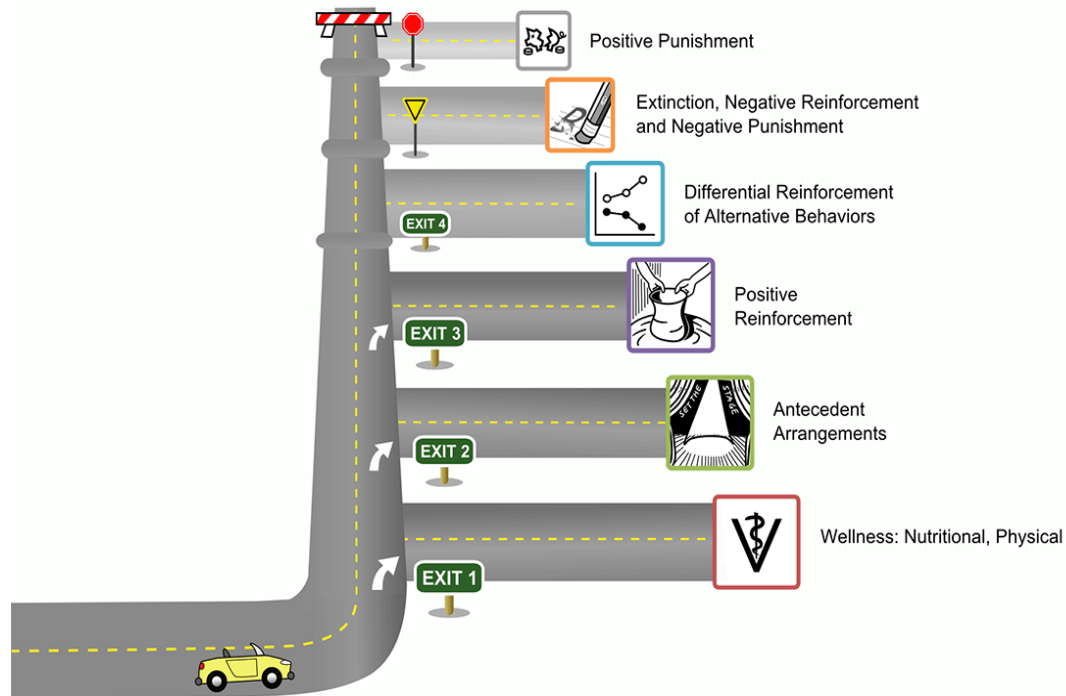 Positive Punishment
Extinction, Negative Reinforcement
and Negative Punishment
Differential Reinforcement
of Alternative Behaviors
EXIT 4
Positive
Reinforcement
EXIT 3
SET THE STAGE
Antecedent
Arrangements
EXIT 2
Wellness: Nutritional, Physical
EXIT 1